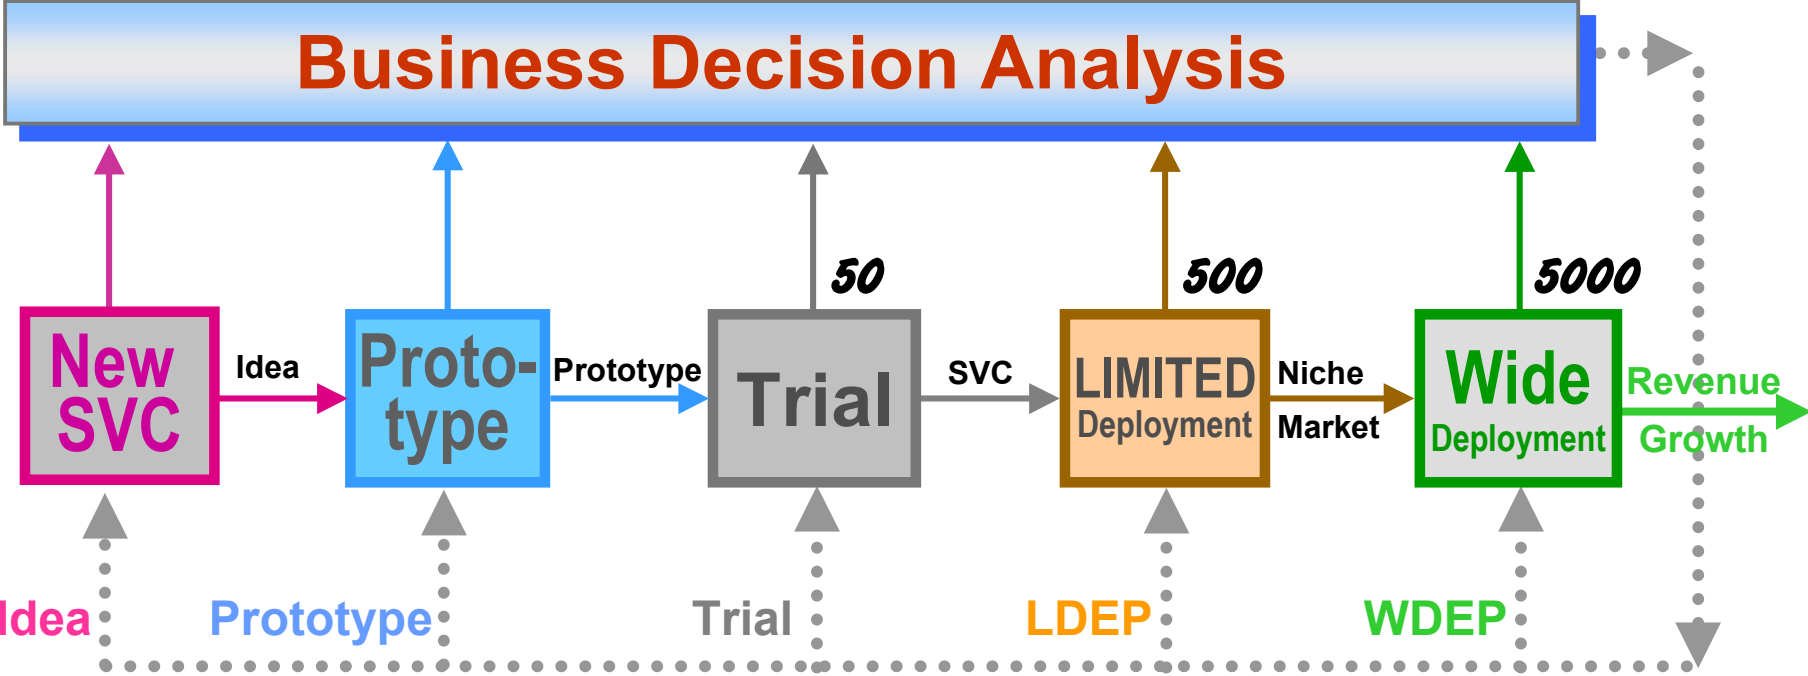 Business Decision Analysis
50
500
5000
New
SVC
Idea
Proto-
type
Prototype
Trial
SVC
LIMITED
Deployment
Niche
Market
Wide
Deployment
Revenue
Growth
Idea
Prototype
Trial
LDEP
WDEP